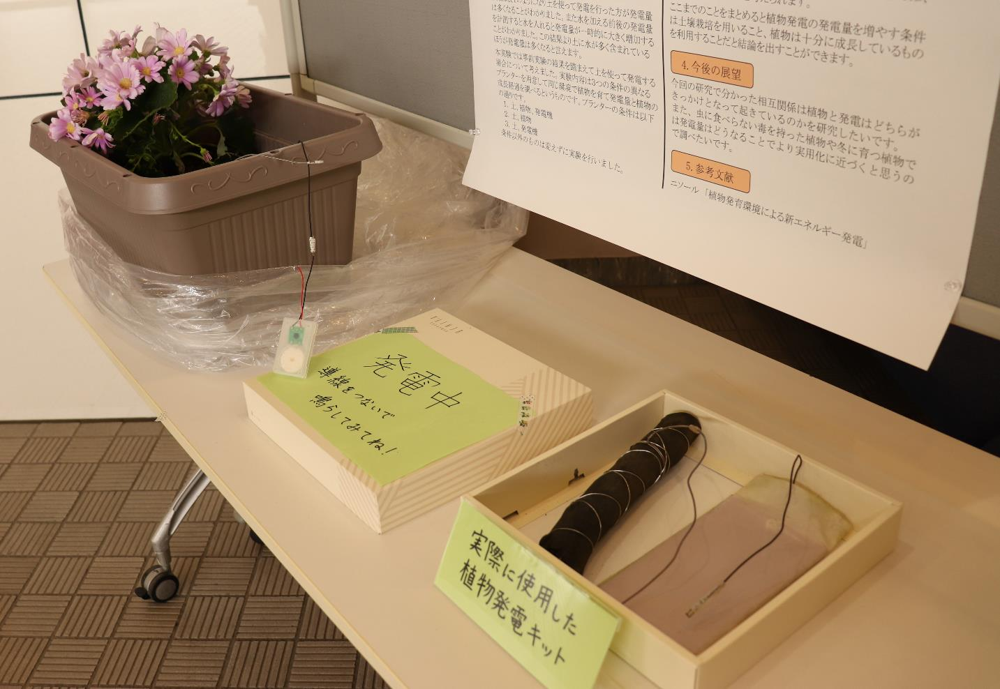 は多くなることがわかりました。また水を加える前後の発電量
を計測すると水を入れると発電量が一時的に大きく増加する
ことがわかりました。この結果より土に水が多く含まれている
ほうが発電量は多くなると言えます。
本実験では事前実験の結果を踏まえて土を使って発電する
場合について考えました。実験内容は3つの条件の異なる
プランターを用意して同じ環境で植物を育て発電量と植物の
成長経過を調べるというものです。プランターの条件は以下
の通りです。
1. 土、植物、発電機
2. 土、植物
3. 土、発電機
条件以外のものは変えずに実験を行いました。
ここまでのことをまとめると植物発電の発電量を増やす条件
は土壌栽培を用いること、植物は十分に成長しているもの
を利用することだと結論を出すことができます。
4. 今後の展望
今回の研究で分かった相互関係は植物と発電はどちらが
きっかけとなって起きているのかを研究したいです。
また、虫に食べらない毒を持った植物や冬に育つ植物で
は発電量はどうなることでより実用化に近づくと思うの
で調べたいです。
5. 参考文献
ニソール「植物発育環境による新エネルギー発電」
発電中
導線をつないで
鳴らしてみてね!
実際に使用した
植物発電キット